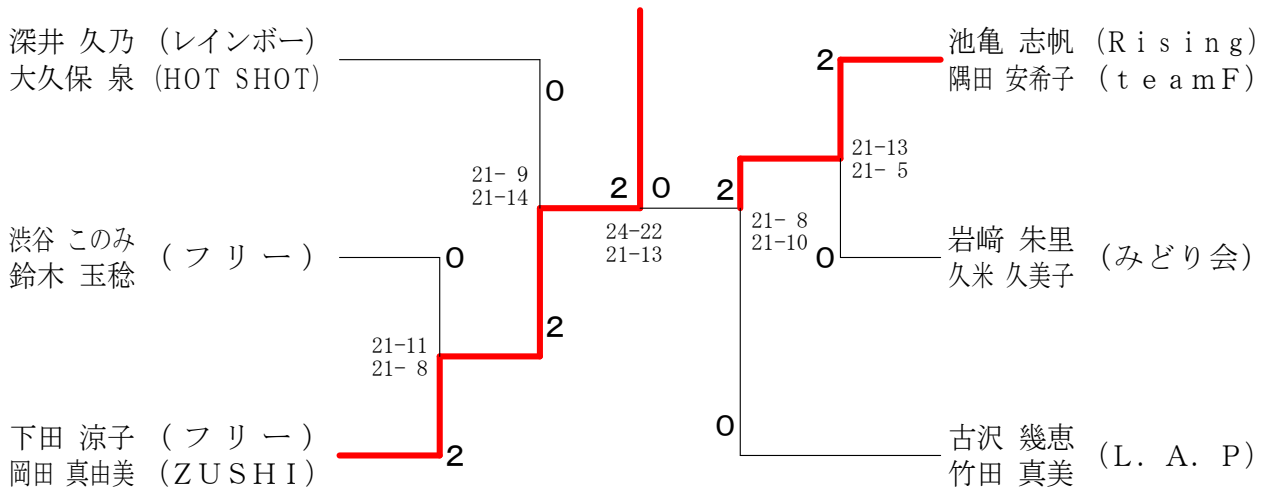 深井 久乃 (レインボー)
大久保 泉 (HOT SHOT)
0
21- 9
21-14
渋谷 このみ
鈴木 玉稔
(フリー)
0
2
21-11
21- 8
下田 涼子 (フリー)
岡田 真由美 (ZUSHI)
2
2 0
24-22
21-13
池亀 志帆 (Rising)
隅田 安希子 (teamF)
2
21-13
21- 5
2
21- 8
21-10
岩﨑 朱里
久米 久美子
(みどり会)
0
0
古沢 幾恵
竹田 真美
(L. A. P)